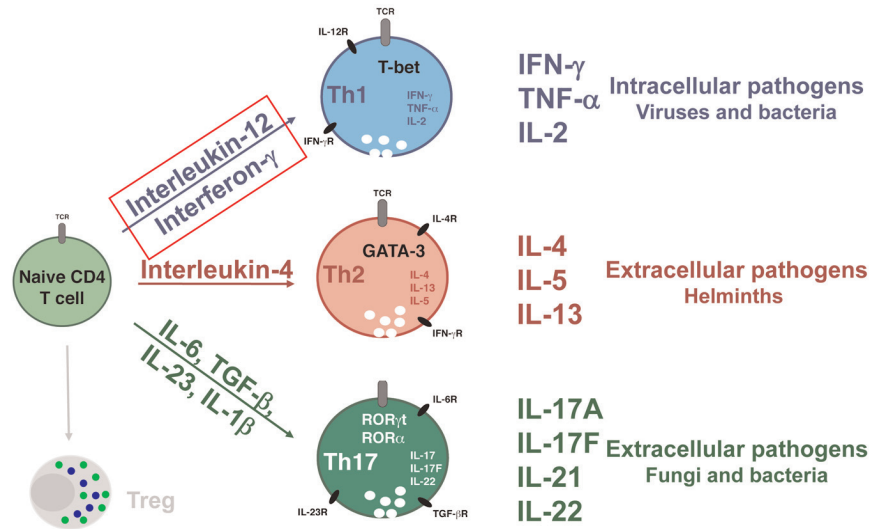 TCR
IL-12R
T-bet
Th1
IFN-γ
TNF-α
IL-2
IFN-γR
IFN-γ
TNF-α
IL-2
Intracellular pathogens
Viruses and bacteria
Interleukin-12
Interferon-γ
TCR
Naive CD4
T cell
Interleukin-4
TCR
IL-4R
GATA-3
Th2
IL-4
IL-13
IL-5
IFN-γR
IL-4
IL-5
IL-13
Extracellular pathogens
Helminths
IL-6, TGF-β,
IL-23, IL-1β
TCR
IL-6R
RORγt
RORα
Th17
IL-17
IL-17F
IL-22
IL-23R
TGF-βR
IL-17A
IL-17F
IL-21
IL-22
Extracellular pathogens
Fungi and bacteria
Treg